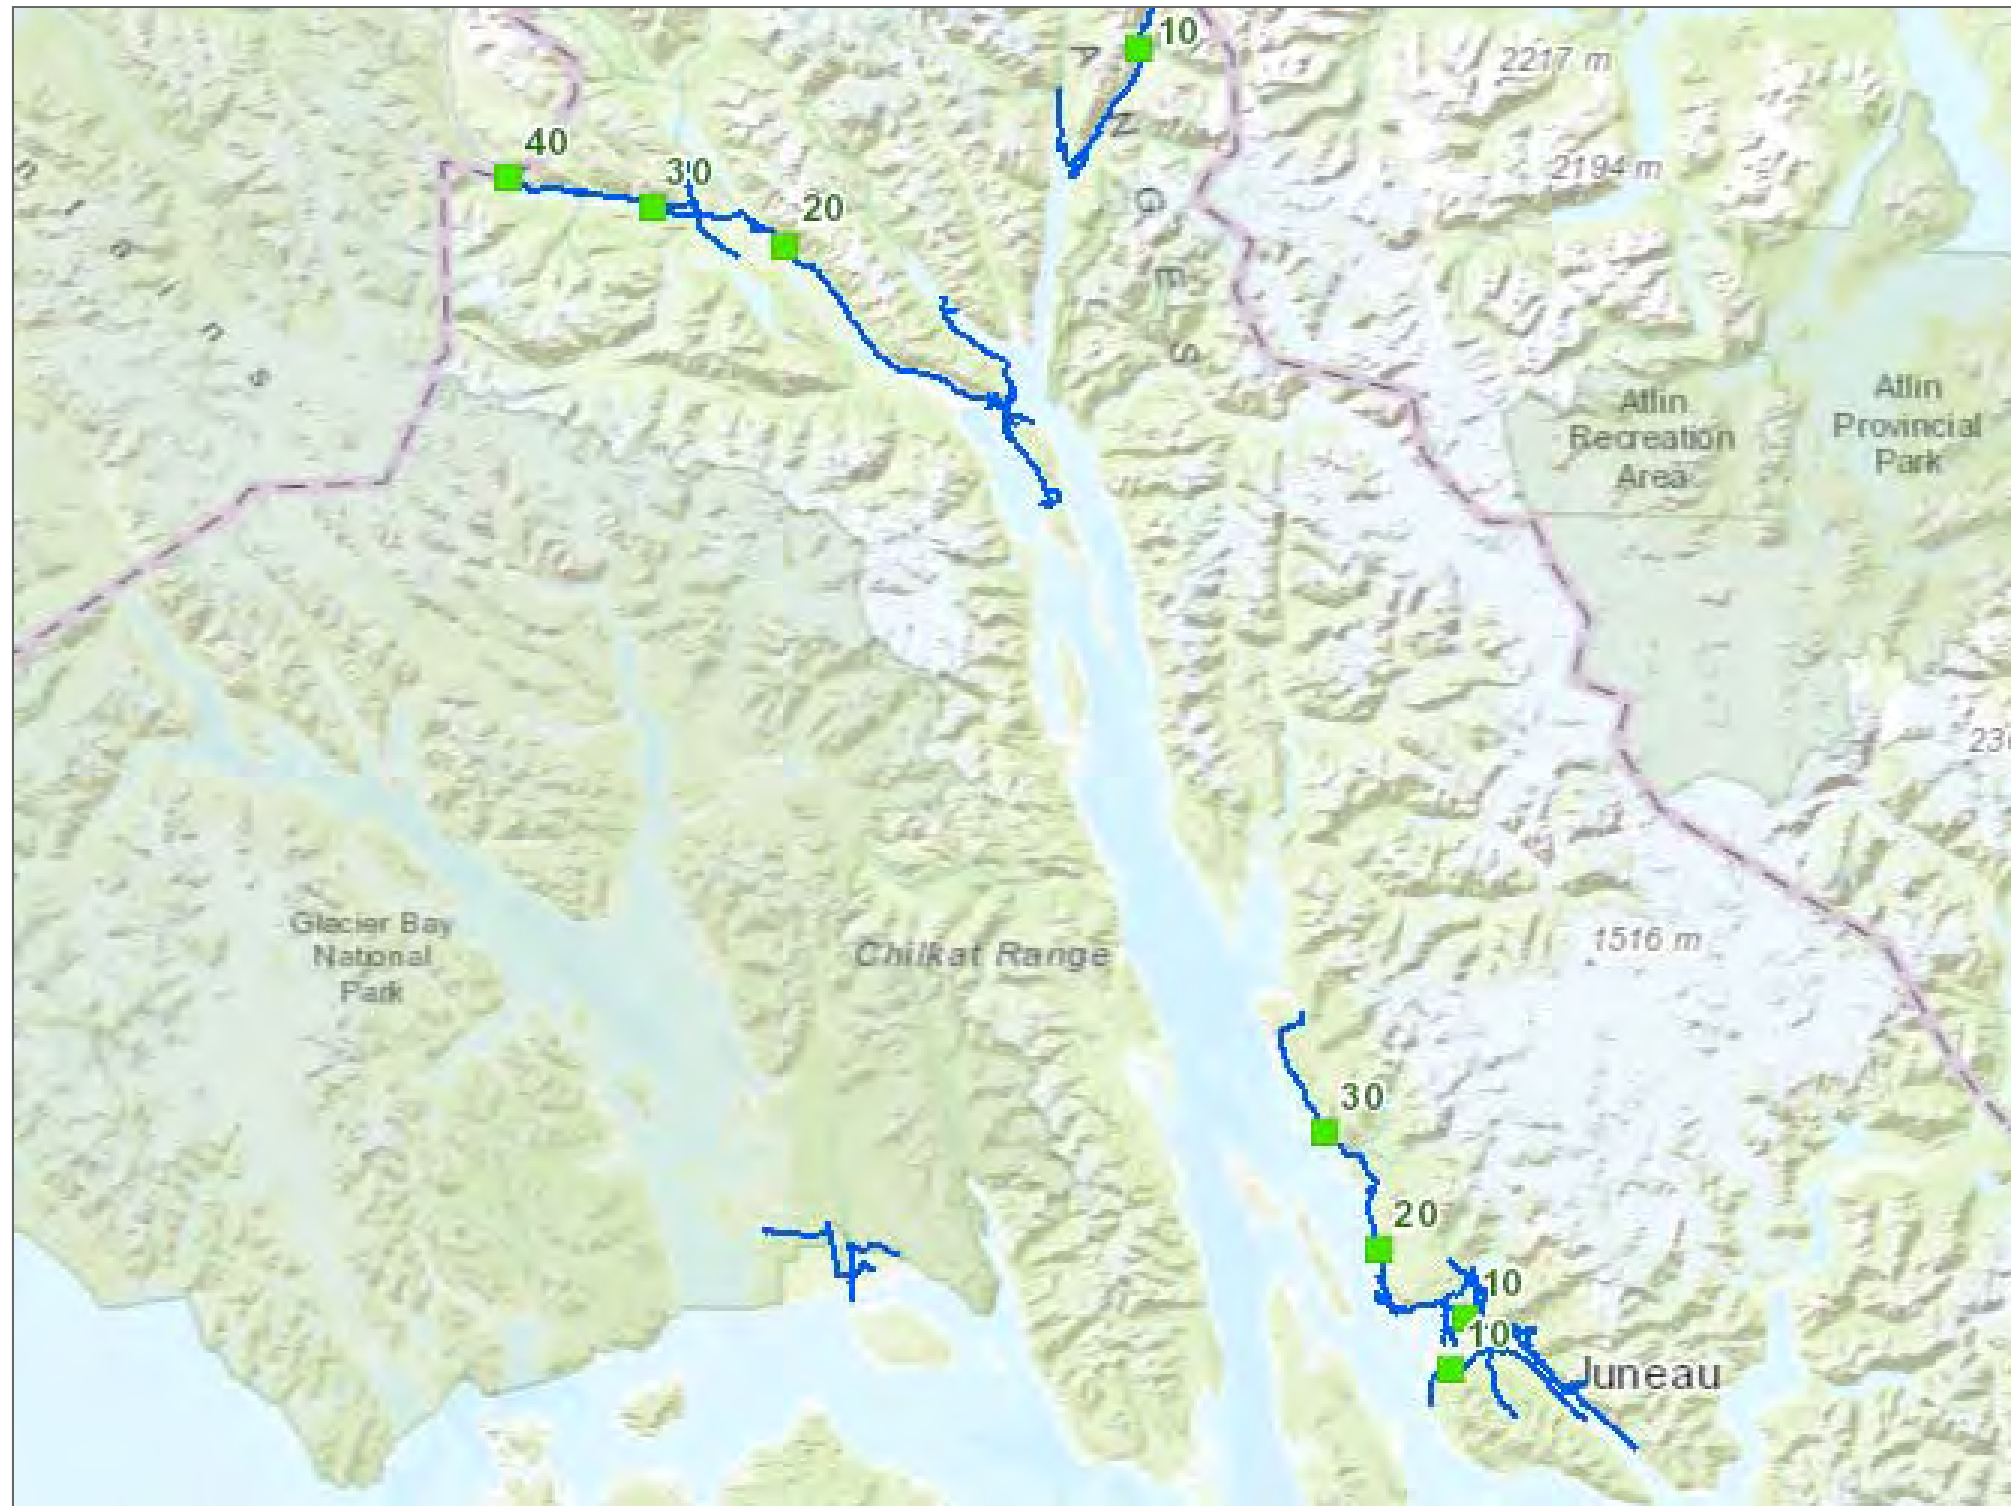 10
2217 m
A
N
G
E
S
40
30
20
2194 m
n
t
a
i
n
s
Atlin
Recreation
Area
Atlin
Provincial
Park
Glacier Bay
National
Park
Chilkat Range
1516 m
30
20
10
10
Juneau